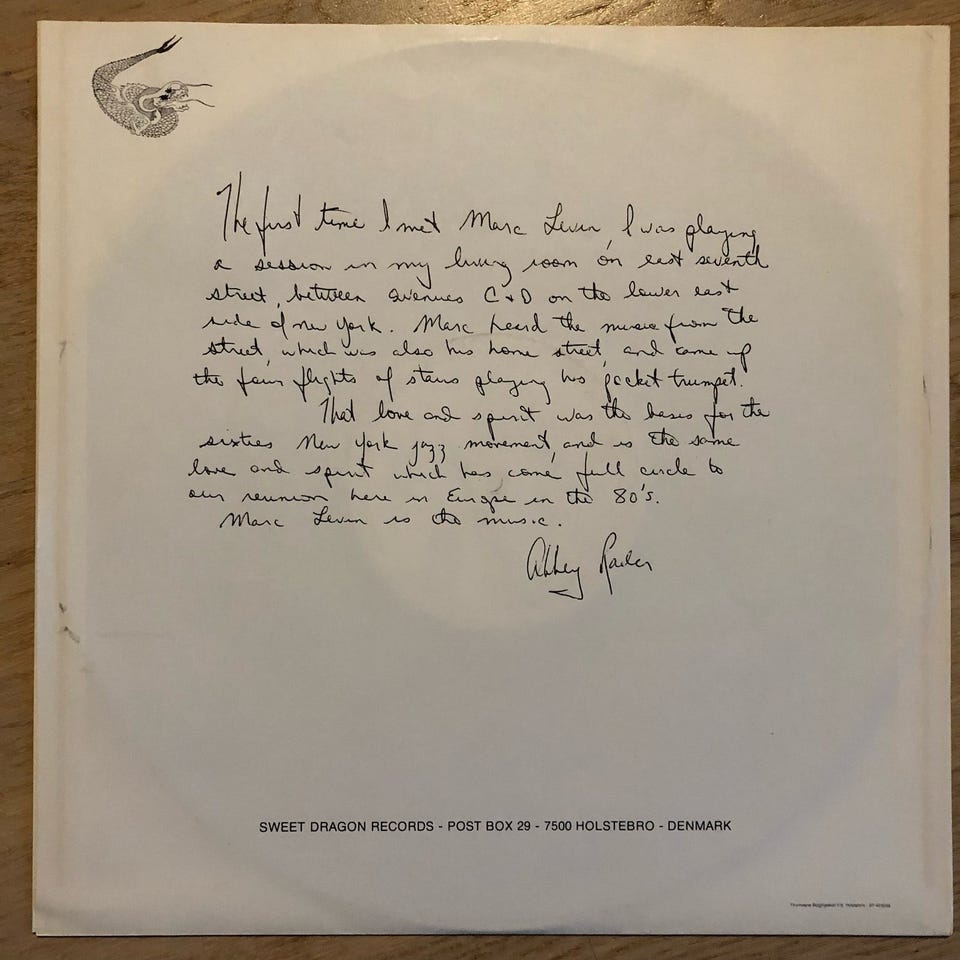 The first time I met Marc Levin, I was playing
a session in my living room on east seventh
street, between avenues C & D on the lower east
side of new york. Marc heard the music from the
street, which was also his home street, and came up
the four flights of stairs playing his pocket trumpet.
That love and spirit was the basis for the
sixties New York jazz movement, and is the same
love and spirit which has come full circle to
our reunion here in Europe in the 80's.
Marc Levin is the music.
Abbey Rader
SWEET DRAGON RECORDS - POST BOX 29 - 7500 HOLSTEBRO - DENMARK